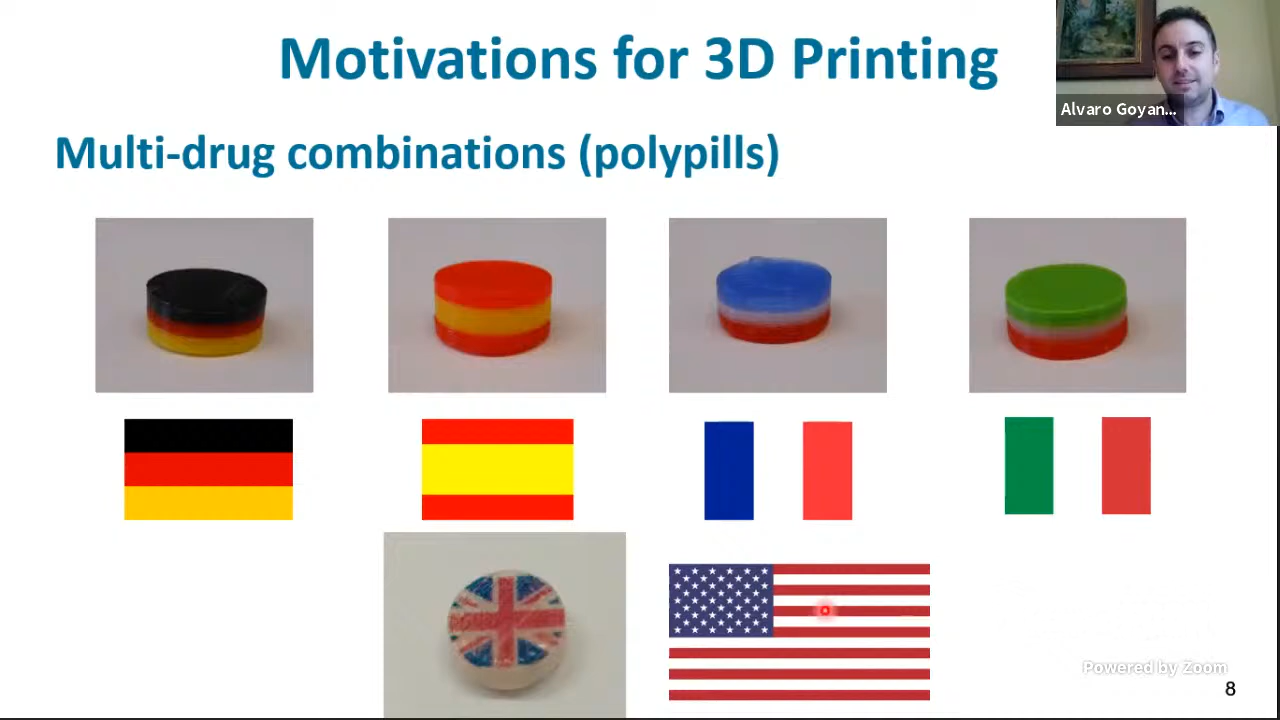 Motivations for 3D Printing
Alvaro Goyan...
Multi-drug combinations (polypills)
Powered by Zoom
8